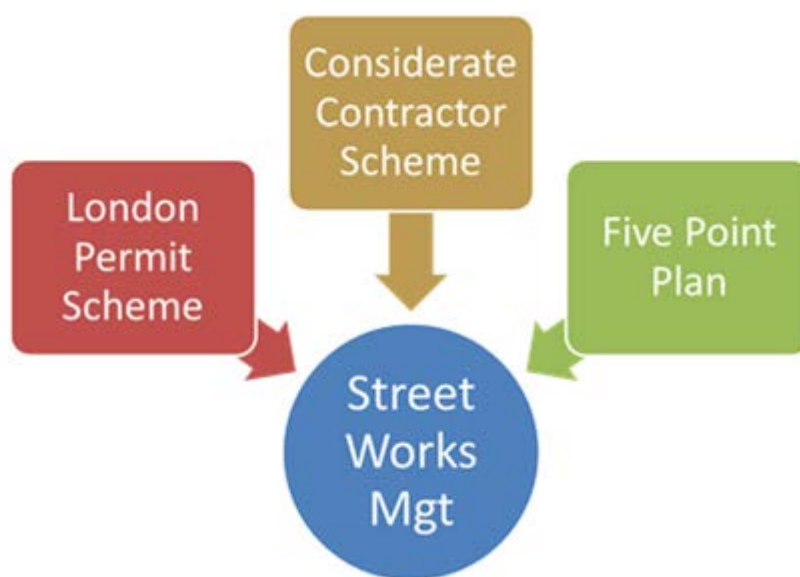 Considerate
Contractor
Scheme
London
Permit
Scheme
Five Point
Plan
Street
Works
Mgt